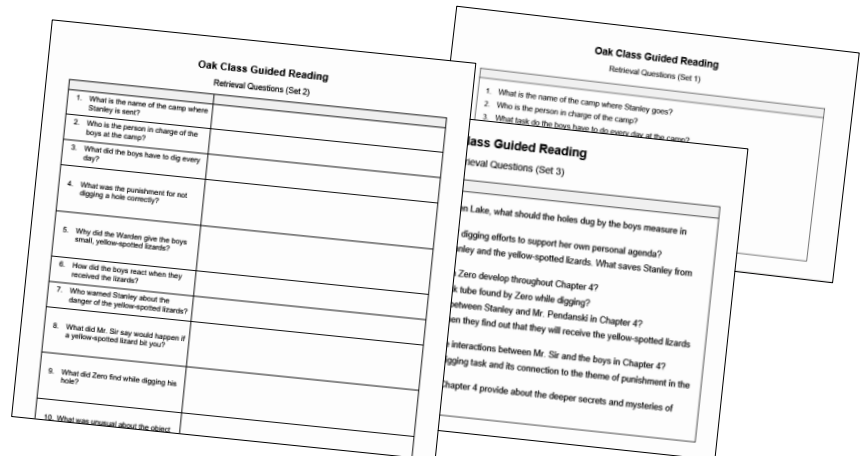 Oak Class Guided Reading
Retrieval Questions (Set 2)
1. What is the name of the camp where
Stanley is sent?
2. Who is the person in charge of the
boys at the camp?
3. What did the boys have to dig every
day?
4. What was the punishment for not
digging a hole correctly?
5. Why did the Warden give the boys
small, yellow-spotted lizards?
6. How did the boys react when they
received the lizards?
7. Who warned Stanley about the
danger of the yellow-spotted lizards?
8. What did Mr. Sir say would happen if
a yellow-spotted lizard bit you?
9. What did Zero find while digging his
hole?
10. What was unusual about the object
Oak Class Guided Reading
Retrieval Questions (Set 1)
1. What is the name of the camp where Stanley goes?
2. Who is the person in charge of the camp?
3. What task do the boys have to do every day at the camp?
lass Guided Reading
ieval Questions (Set 3)
n Lake, what should the holes dug by the boys measure in
digging efforts to support her own personal agenda?
nley and the yellow-spotted lizards. What saves Stanley from
Zero develop throughout Chapter 4?
k tube found by Zero while digging?
etween Stanley and Mr. Pendanski in Chapter 4?
en they find out that they will receive the yellow-spotted lizards
e interactions between Mr. Sir and the boys in Chapter 4?
igging task and its connection to the theme of punishment in the
Chapter 4 provide about the deeper secrets and mysteries of